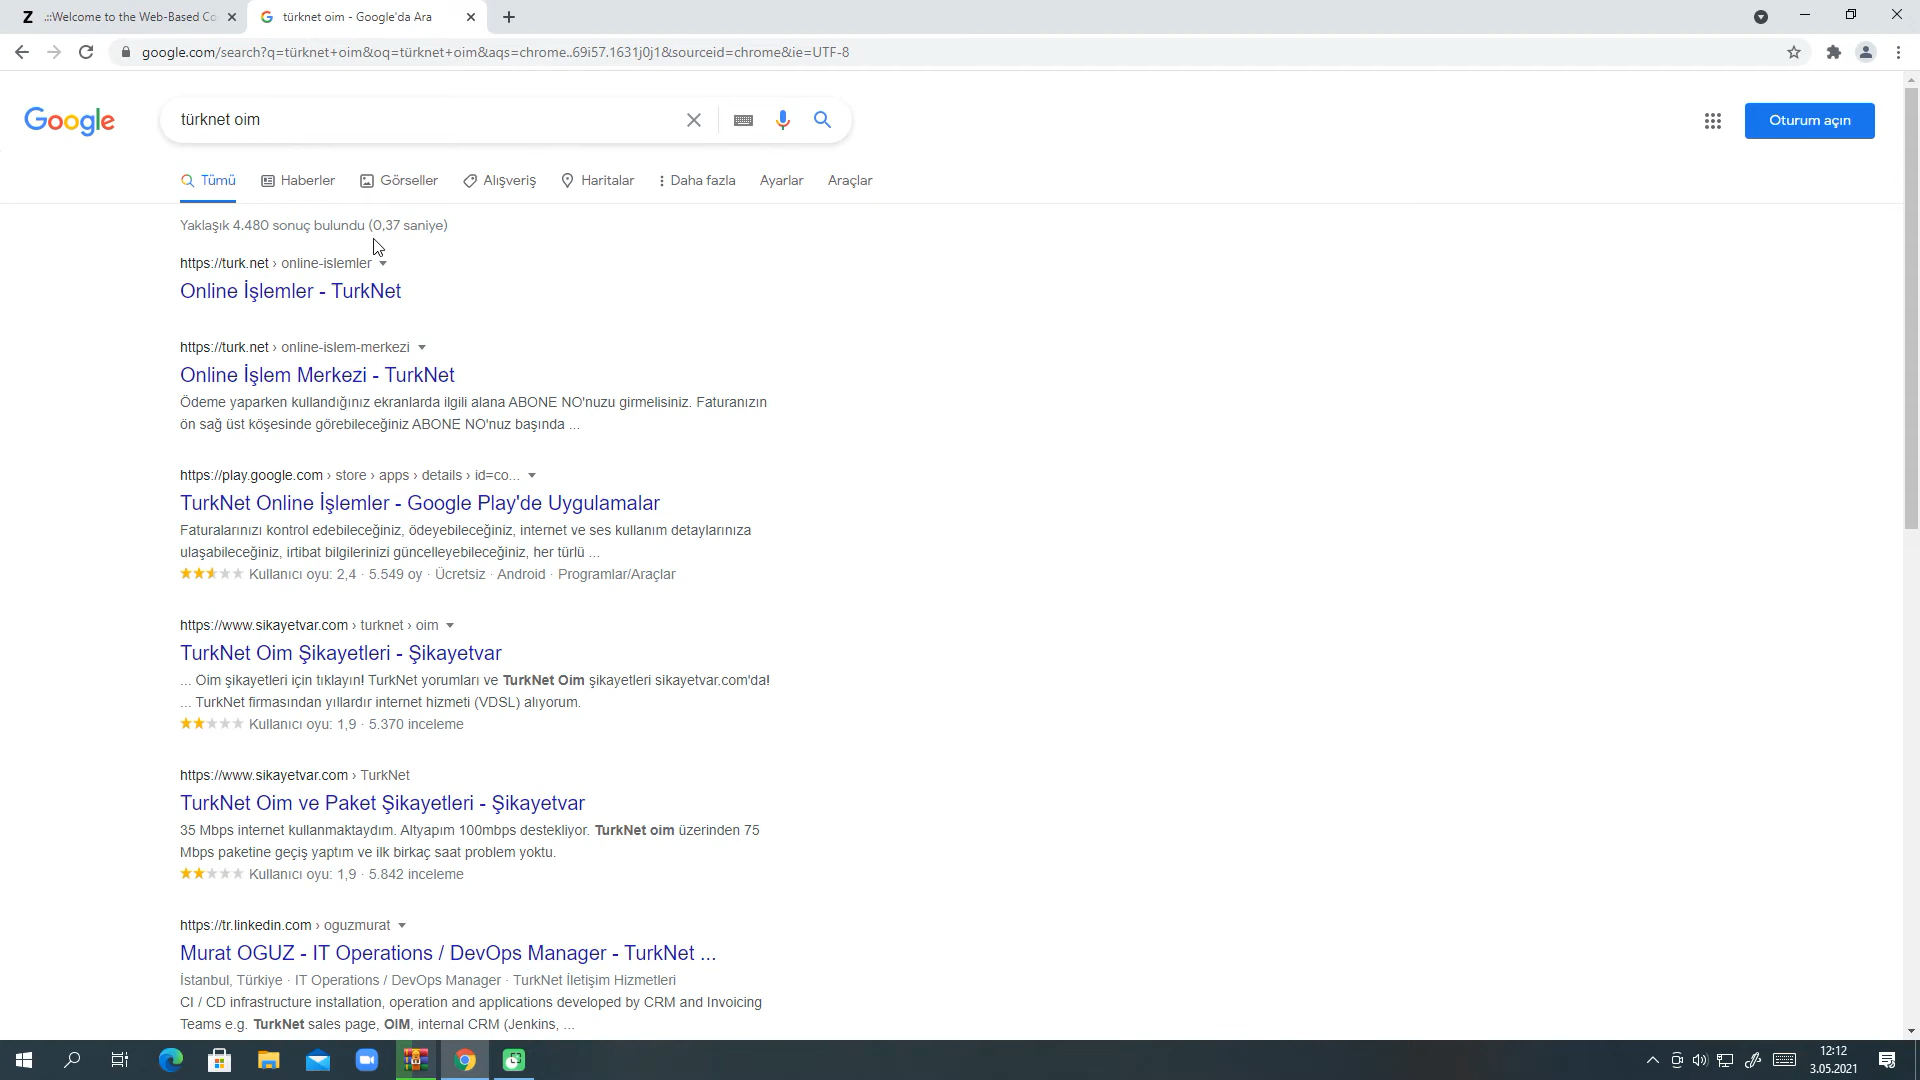 .::Welcome to the Web-Based Co
türknet oim - Google'da Ara
google.com/search?q=türknet+oim&oq=türknet+oim&aqs=chrome..69i57.1631j0j1&sourceid=chrome&ie=UTF-8
Google
türknet oim
Oturum açın
Tümü Haberler Görseller Alışveriş Haritalar Daha fazla Ayarlar Araçlar
Yaklaşık 4.480 sonuç bulundu (0,37 saniye)
https://turk.net › online-islemler
Online İşlemler - TurkNet
https://turk.net › online-islem-merkezi
Online İşlem Merkezi - TurkNet
Ödeme yaparken kullandığınız ekranlarda ilgili alana ABONE NO'nuzu girmelisiniz. Faturanızın
ön sağ üst köşesinde görebileceğiniz ABONE NO'nuz başında ...
https://play.google.com › store › apps › details › id=co...
TurkNet Online İşlemler - Google Play'de Uygulamalar
Faturalarınızı kontrol edebileceğiniz, ödeyebileceğiniz, internet ve ses kullanım detaylarınıza
ulaşabileceğiniz, irtibat bilgilerinizi güncelleyebileceğiniz, her türlü ...
Kullanıcı oyu: 2,4 · 5.549 oy · Ücretsiz · Android · Programlar/Araçlar
https://www.sikayetvar.com › turknet › oim
TurkNet Oim Şikayetleri - Şikayetvar
... Oim şikayetleri için tıklayın! TurkNet yorumları ve TurkNet Oim şikayetleri sikayetvar.com'da!
... TurkNet firmasından yıllardır internet hizmeti (VDSL) alıyorum.
Kullanıcı oyu: 1,9 · 5.370 inceleme
https://www.sikayetvar.com › TurkNet
TurkNet Oim ve Paket Şikayetleri - Şikayetvar
35 Mbps internet kullanmaktaydım. Altyapım 100mbps destekliyor. TurkNet oim üzerinden 75
Mbps paketine geçiş yaptım ve ilk birkaç saat problem yoktu.
Kullanıcı oyu: 1,9 · 5.842 inceleme
https://tr.linkedin.com › oguzmurat
Murat OGUZ - IT Operations / DevOps Manager - TurkNet ...
İstanbul, Türkiye · IT Operations / DevOps Manager · TurkNet İletişim Hizmetleri
CI / CD infrastructure installation, operation and applications developed by CRM and Invoicing
Teams e.g. TurkNet sales page, OIM, internal CRM (Jenkins, ...
12:12
3.05.2021